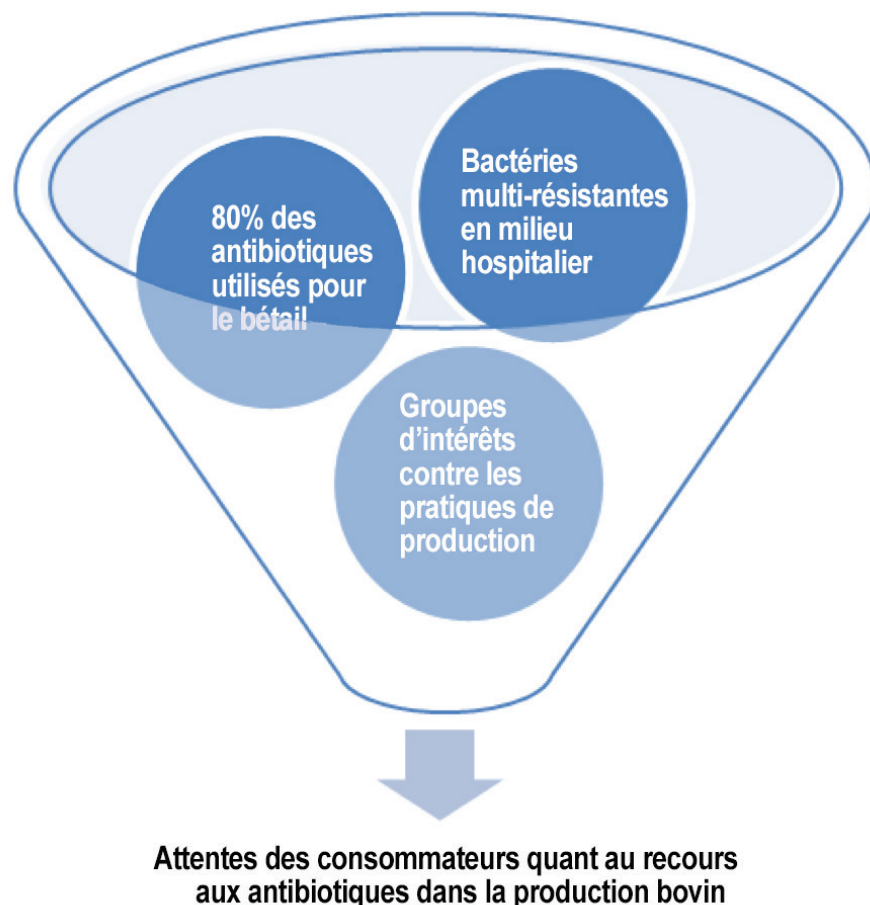 80% des
antibiotiques
utilisés pour
le bétail
Bactéries
multi-résistantes
en milieu
hospitalier
Groupes
d’intérêts
contre les
pratiques de
production
Attentes des consommateurs quant au recours
aux antibiotiques dans la production bovin